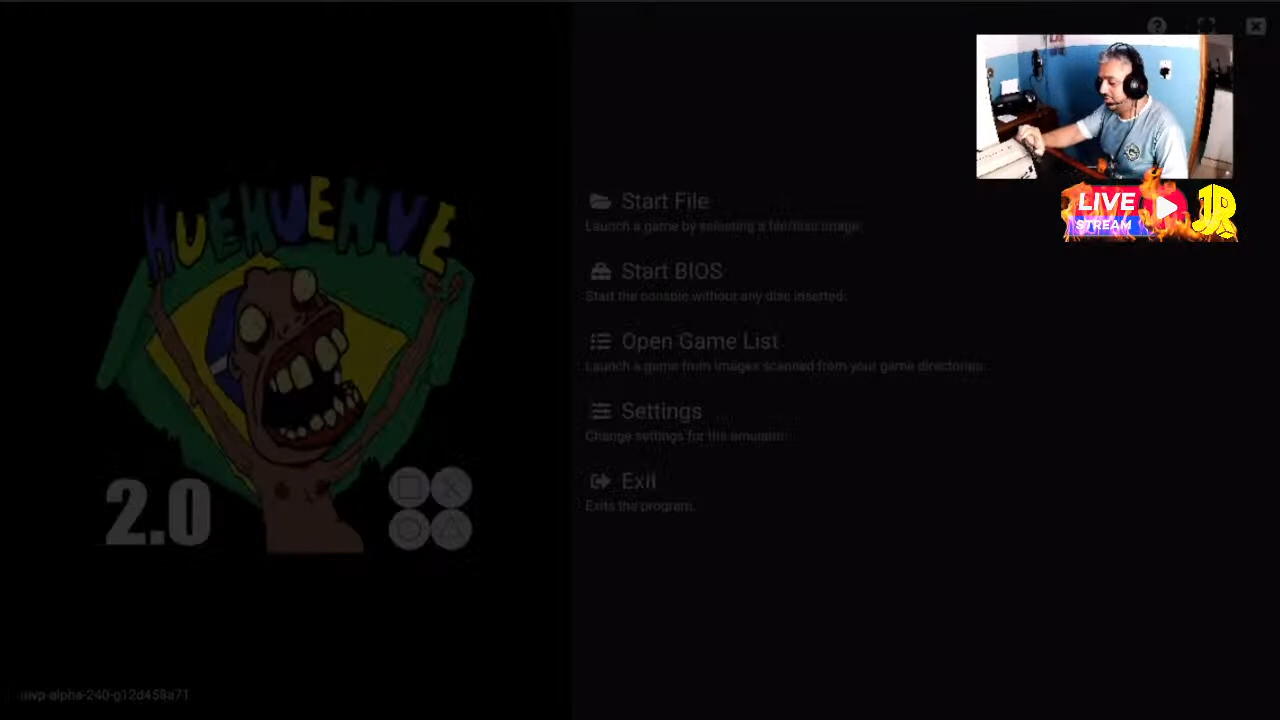 HUEHUEHUE
2.0
Start File
Launch a game by selecting a file/disc image.
Start BIOS
Start the console without any disc inserted.
Open Game List
Launch a game from images scanned from your game directories.
Settings
Change settings for the emulator.
Exit
Exits the program.
LIVE
STREAM
JR